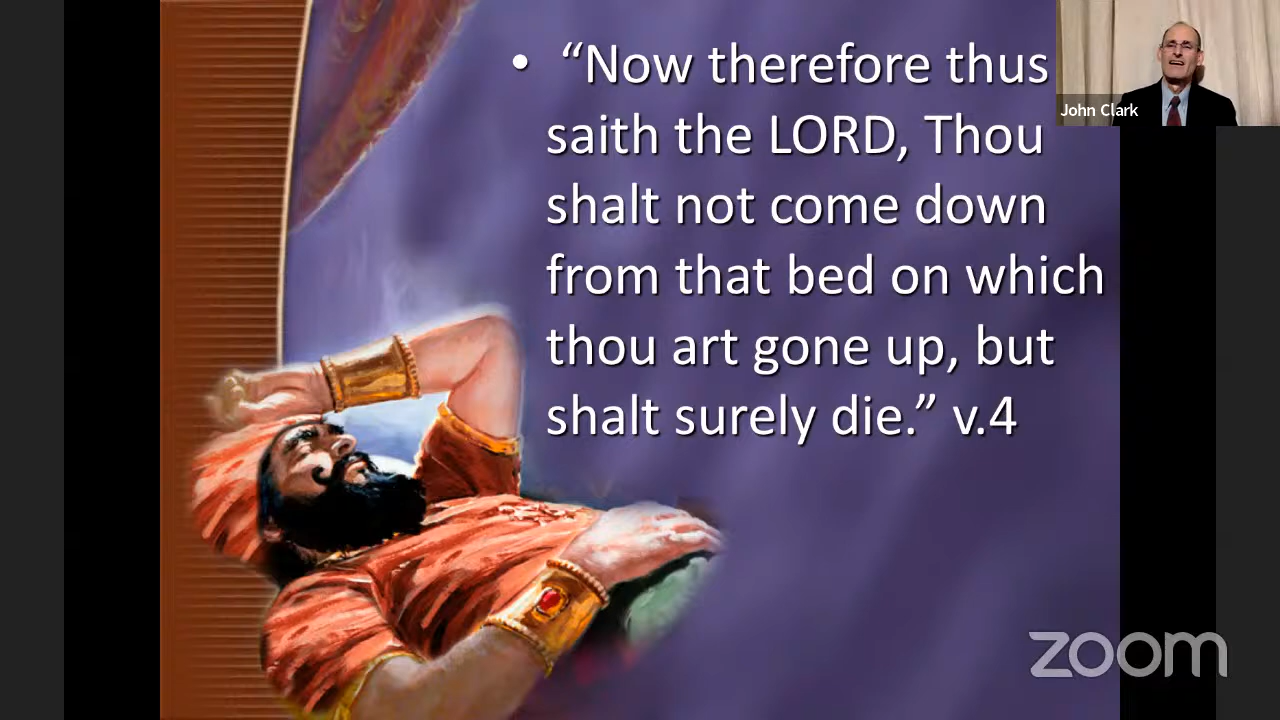 • “Now therefore thus
saith the LORD, Thou
shalt not come down
from that bed on which
thou art gone up, but
shalt surely die.” v.4
John Clark
zoom